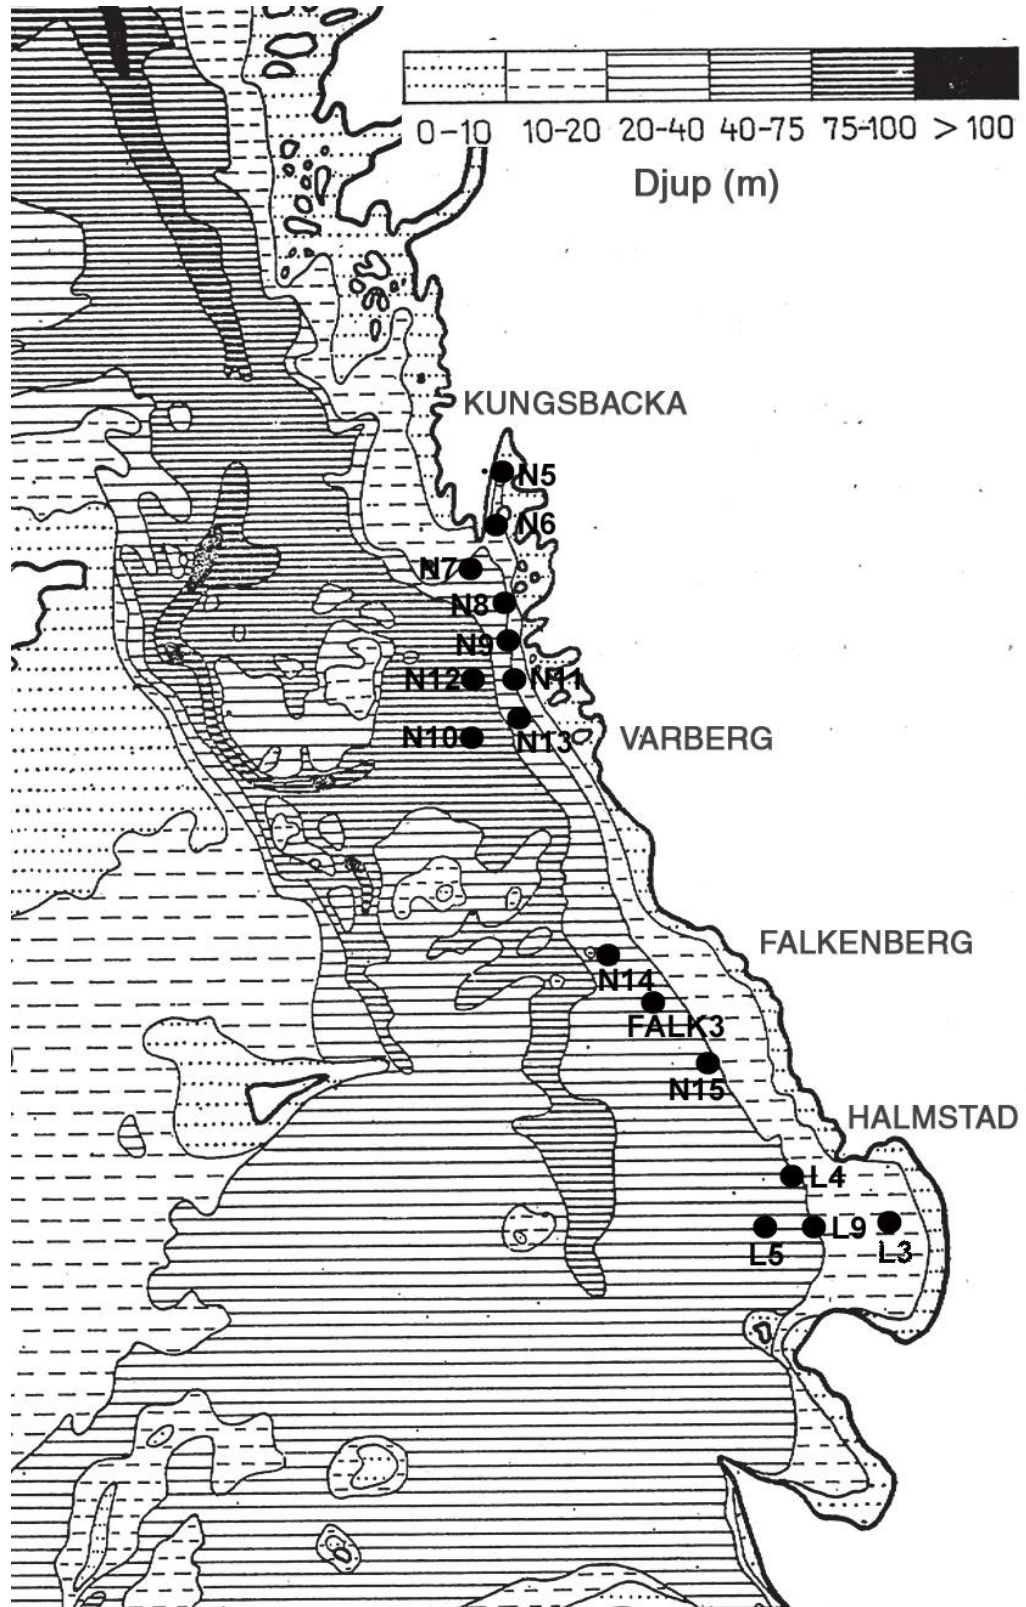 0-10 10-20 20-40 40-75 75-100 > 100
Djup (m)
KUNGSBACKA
N5
N6
N7
N8
N9
N12 N11
N10 N13
VARBERG
FALKENBERG
N14
FALK3
N15
HALMSTAD
L4
L9
L5 L3